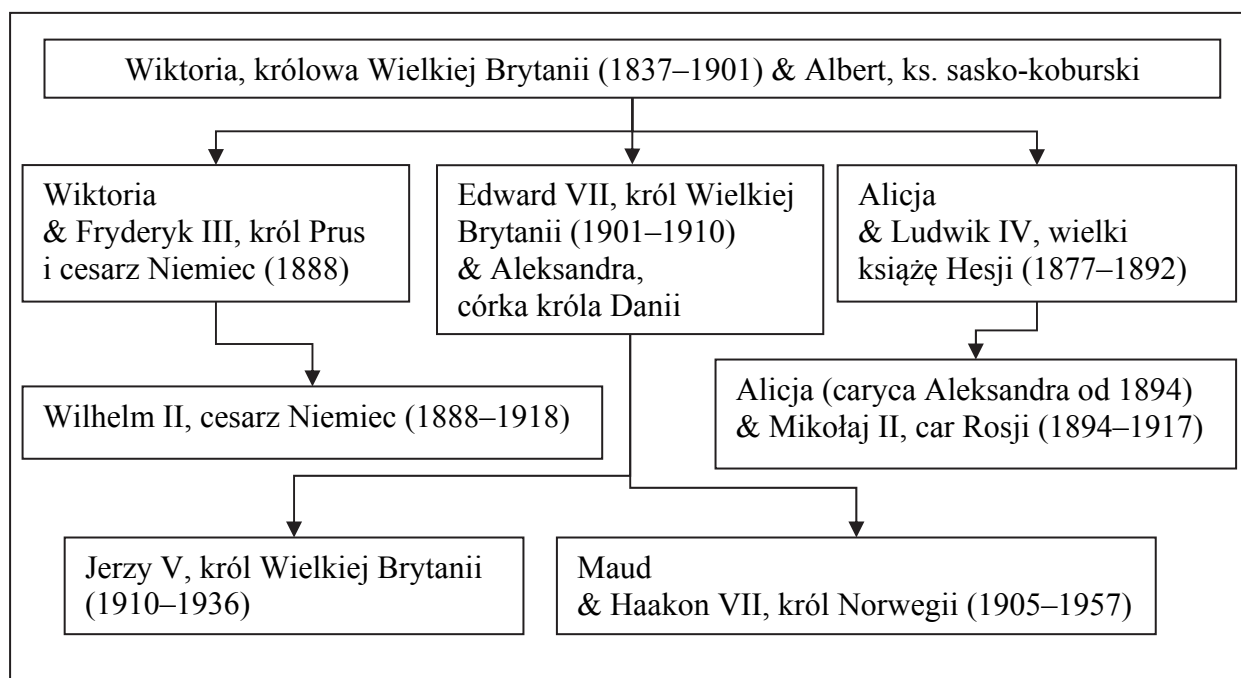 Wiktoria, królowa Wielkiej Brytanii (1837–1901) & Albert, ks. sasko-koburski
Wiktoria
& Fryderyk III, król Prus
i cesarz Niemiec (1888)
Edward VII, król Wielkiej
Brytanii (1901–1910)
& Aleksandra,
córka króla Danii
Alicja
& Ludwik IV, wielki
książę Hesji (1877–1892)
Wilhelm II, cesarz Niemiec (1888–1918)
Alicja (caryca Aleksandra od 1894)
& Mikołaj II, car Rosji (1894–1917)
Jerzy V, król Wielkiej Brytanii
(1910–1936)
Maud
& Haakon VII, król Norwegii (1905–1957)